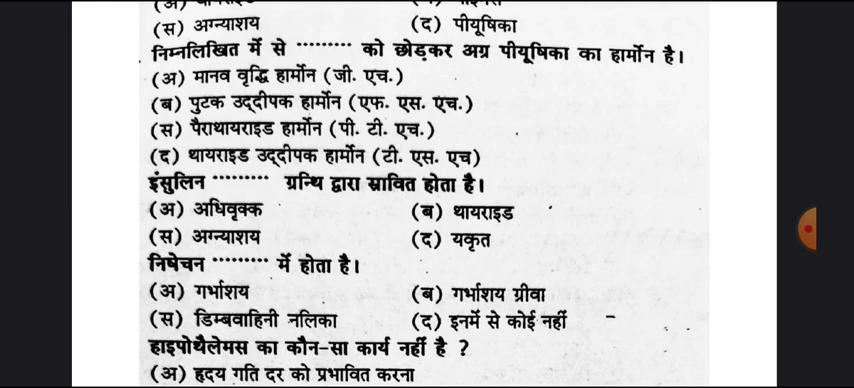 (स) अग्न्याशय (द) पीयूषिका
निम्नलिखित में से ········· को छोड़कर अग्र पीयूषिका का हार्मोन है।
(अ) मानव वृद्धि हार्मोन (जी. एच.)
(ब) पुटक उद्दीपक हार्मोन (एफ. एस. एच.)
(स) पैराथायराइड हार्मोन (पी. टी. एच.)
(द) थायराइड उद्दीपक हार्मोन (टी. एस. एच)
इंसुलिन ········· ग्रन्थि द्वारा स्रावित होता है।
(अ) अधिवृक्क (ब) थायराइड
(स) अग्न्याशय (द) यकृत
निषेचन ········· में होता है।
(अ) गर्भाशय (ब) गर्भाशय ग्रीवा
(स) डिम्बवाहिनी नलिका (द) इनमें से कोई नहीं
हाइपोथैलेमस का कौन-सा कार्य नहीं है ?
(अ) हृदय गति दर को प्रभावित करना